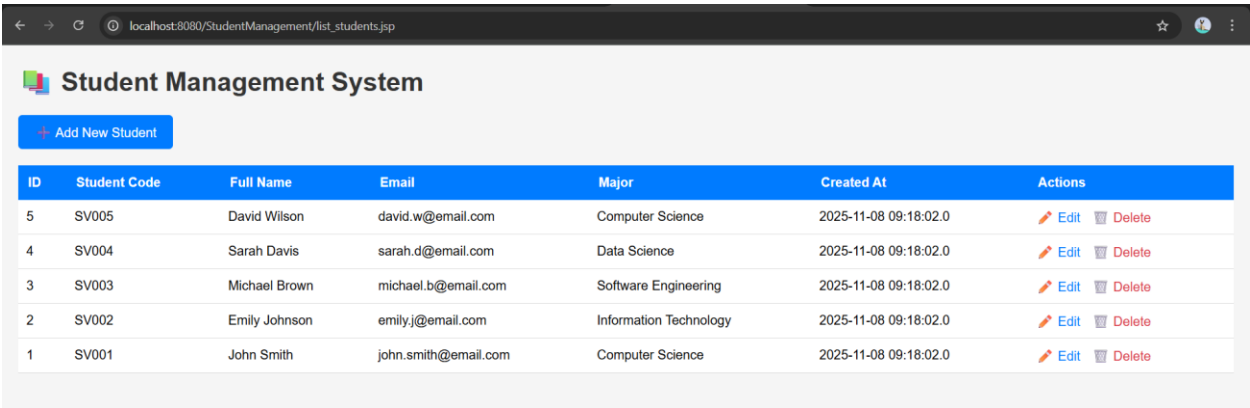 localhost:8080/StudentManagement/list_students.jsp
Student Management System
Add New Student
ID Student Code Full Name Email Major Created At Actions
5 SV005 David Wilson david.w@email.com Computer Science 2025-11-08 09:18:02.0 Edit Delete
4 SV004 Sarah Davis sarah.d@email.com Data Science 2025-11-08 09:18:02.0 Edit Delete
3 SV003 Michael Brown michael.b@email.com Software Engineering 2025-11-08 09:18:02.0 Edit Delete
2 SV002 Emily Johnson emily.j@email.com Information Technology 2025-11-08 09:18:02.0 Edit Delete
1 SV001 John Smith john.smith@email.com Computer Science 2025-11-08 09:18:02.0 Edit Delete